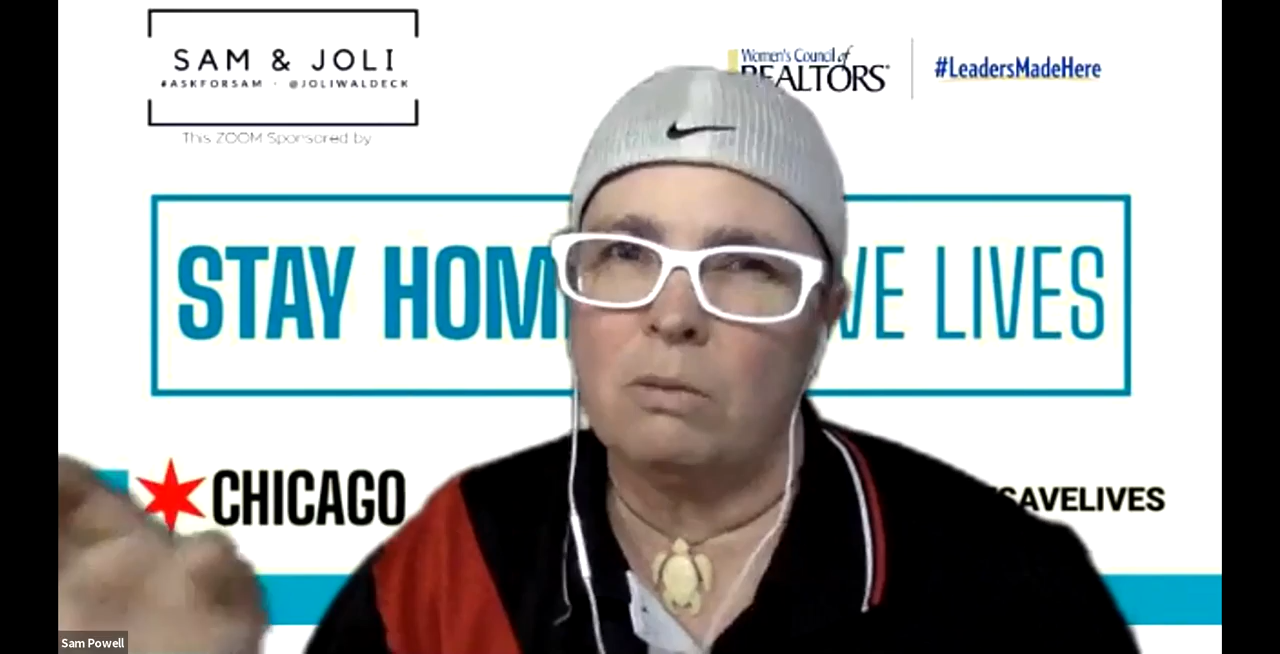 SAM & JOLI
#ASKFORSAM · @JOLIWALDECK
This ZOOM Sponsored by
Women's Council of
REALTORS®
#LeadersMadeHere
STAY HOM VE LIVES
CHICAGO
SAVELIVES
Sam Powell